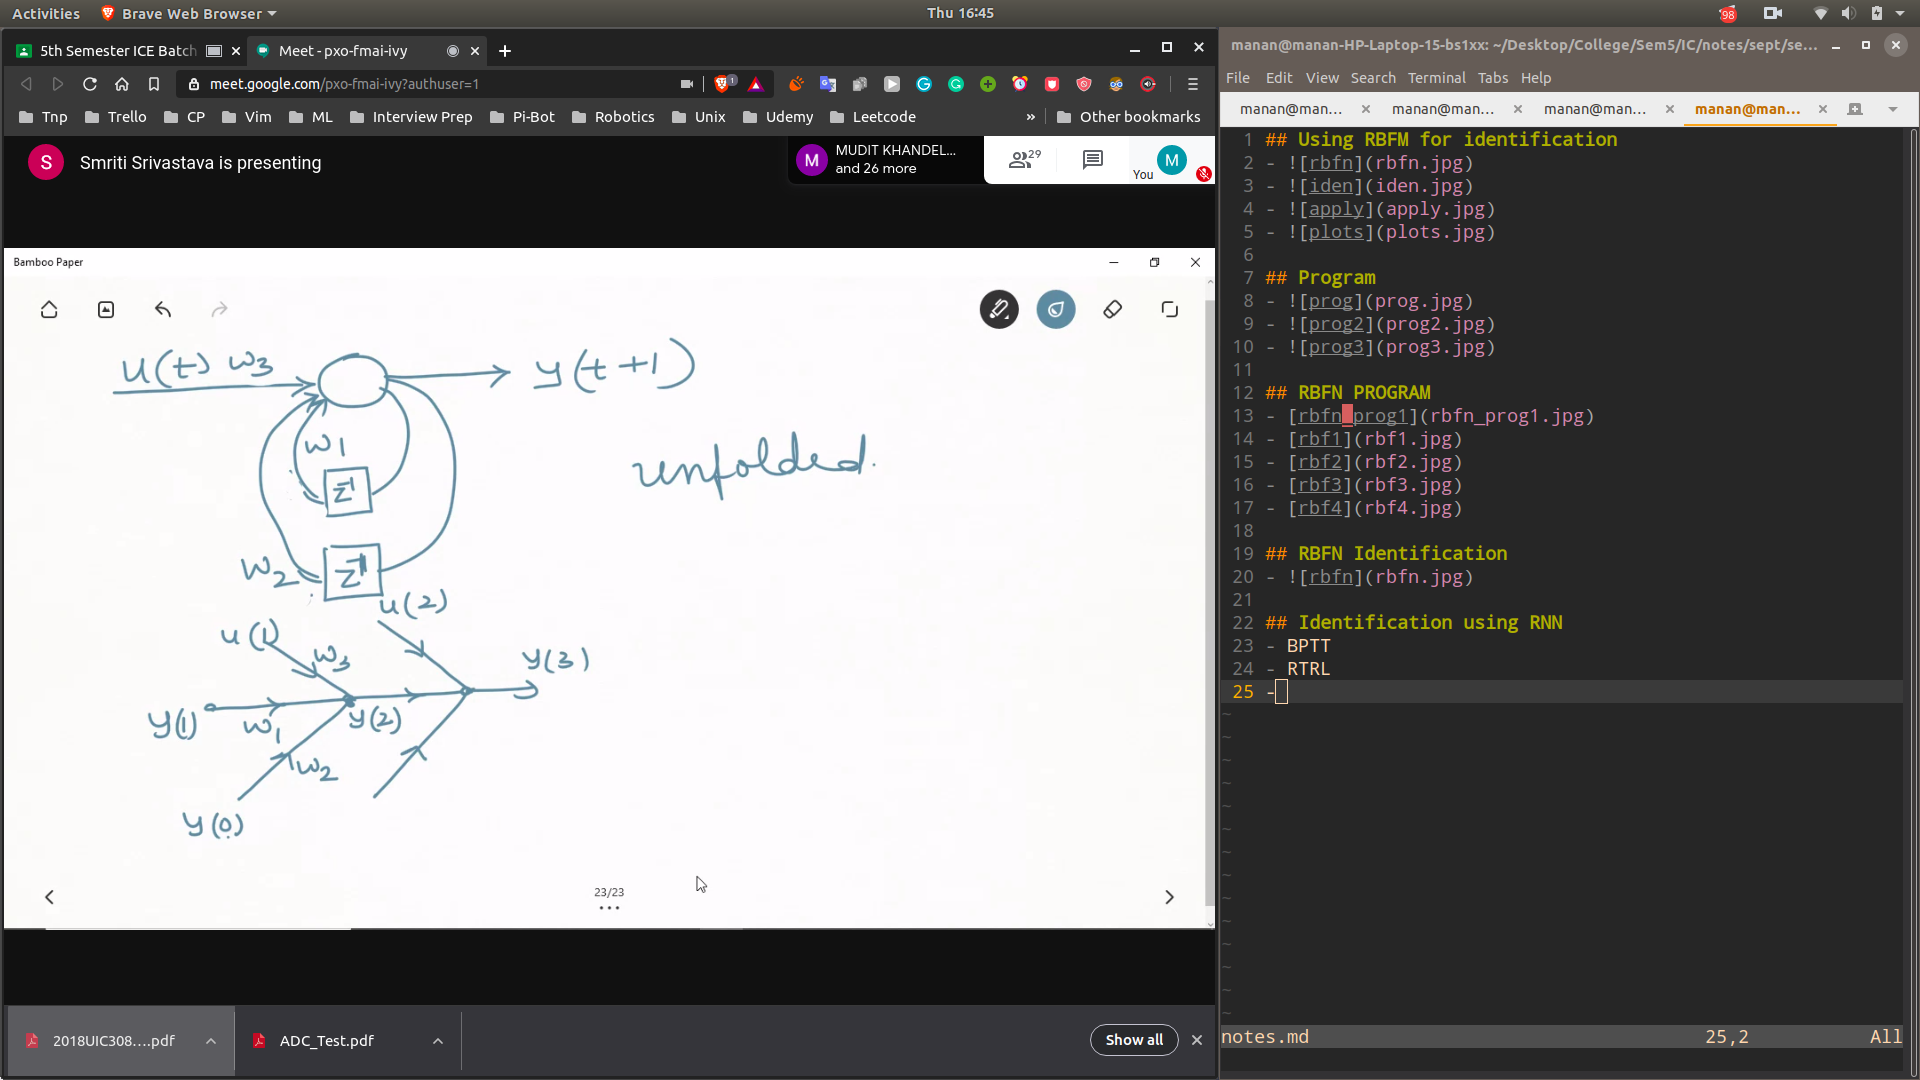 Activities
Brave Web Browser
Thu 16:45
98
5th Semester ICE Batch
Meet - pxo-fmai-ivy
meet.google.com/pxo-fmai-ivy?authuser=1
1
Tnp
Trello
CP
Vim
ML
Interview Prep
Pi-Bot
Robotics
Unix
Udemy
Leetcode
»
Other bookmarks
S
Smriti Srivastava is presenting
M
MUDIT KHANDEL...
and 26 more
29
You
M
Bamboo Paper
u(t) w3
y(t+1)
w1
z-1
unfolded.
w2
z-1
u(2)
u(1)
w3
y(3)
y(1)
w1
y(2)
w2
y(0)
23/23
2018UIC308....pdf
ADC_Test.pdf
Show all
manan@manan-HP-Laptop-15-bs1xx: ~/Desktop/College/Sem5/IC/notes/sept/se...
File Edit View Search Terminal Tabs Help
manan@man...
manan@man...
manan@man...
manan@man...
1 ## Using RBFM for identification
2 - ![rbfn](rbfn.jpg)
3 - ![iden](iden.jpg)
4 - ![apply](apply.jpg)
5 - ![plots](plots.jpg)
6
7 ## Program
8 - ![prog](prog.jpg)
9 - ![prog2](prog2.jpg)
10 - ![prog3](prog3.jpg)
11
12 ## RBFN PROGRAM
13 - [rbfn_prog1](rbfn_prog1.jpg)
14 - [rbf1](rbf1.jpg)
15 - [rbf2](rbf2.jpg)
16 - [rbf3](rbf3.jpg)
17 - [rbf4](rbf4.jpg)
18
19 ## RBFN Identification
20 - ![rbfn](rbfn.jpg)
21
22 ## Identification using RNN
23 - BPTT
24 - RTRL
25 -
~
~
~
~
~
~
~
~
~
~
~
~
~
~
notes.md 25,2 All